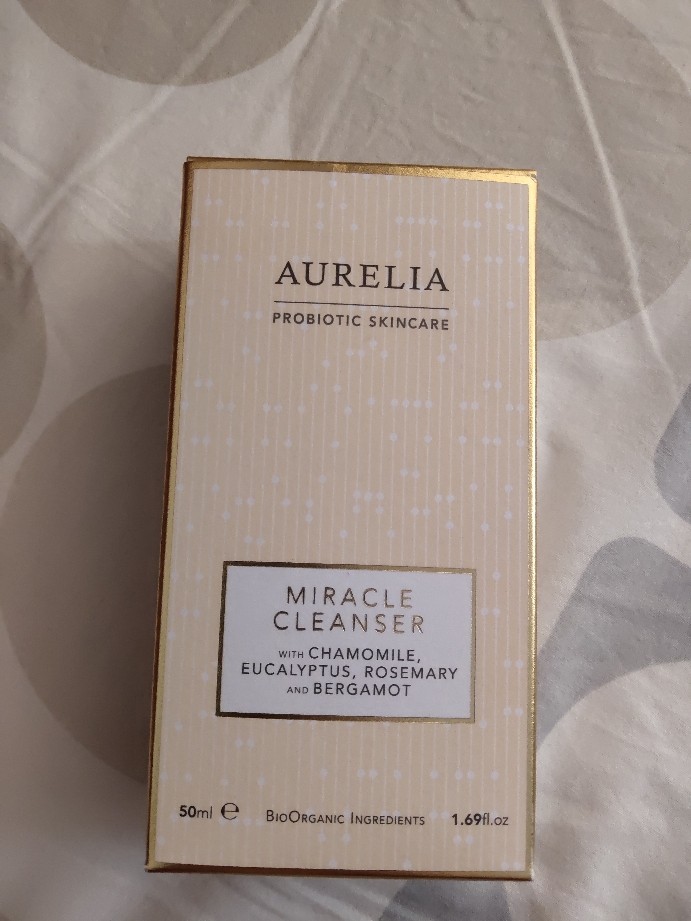 AURELIA
PROBIOTIC SKINCARE
MIRACLE
CLEANSER
WITH CHAMOMILE,
EUCALYPTUS, ROSEMARY
AND BERGAMOT
50ml ℮ BIOORGANIC INGREDIENTS 1.69fl.oz